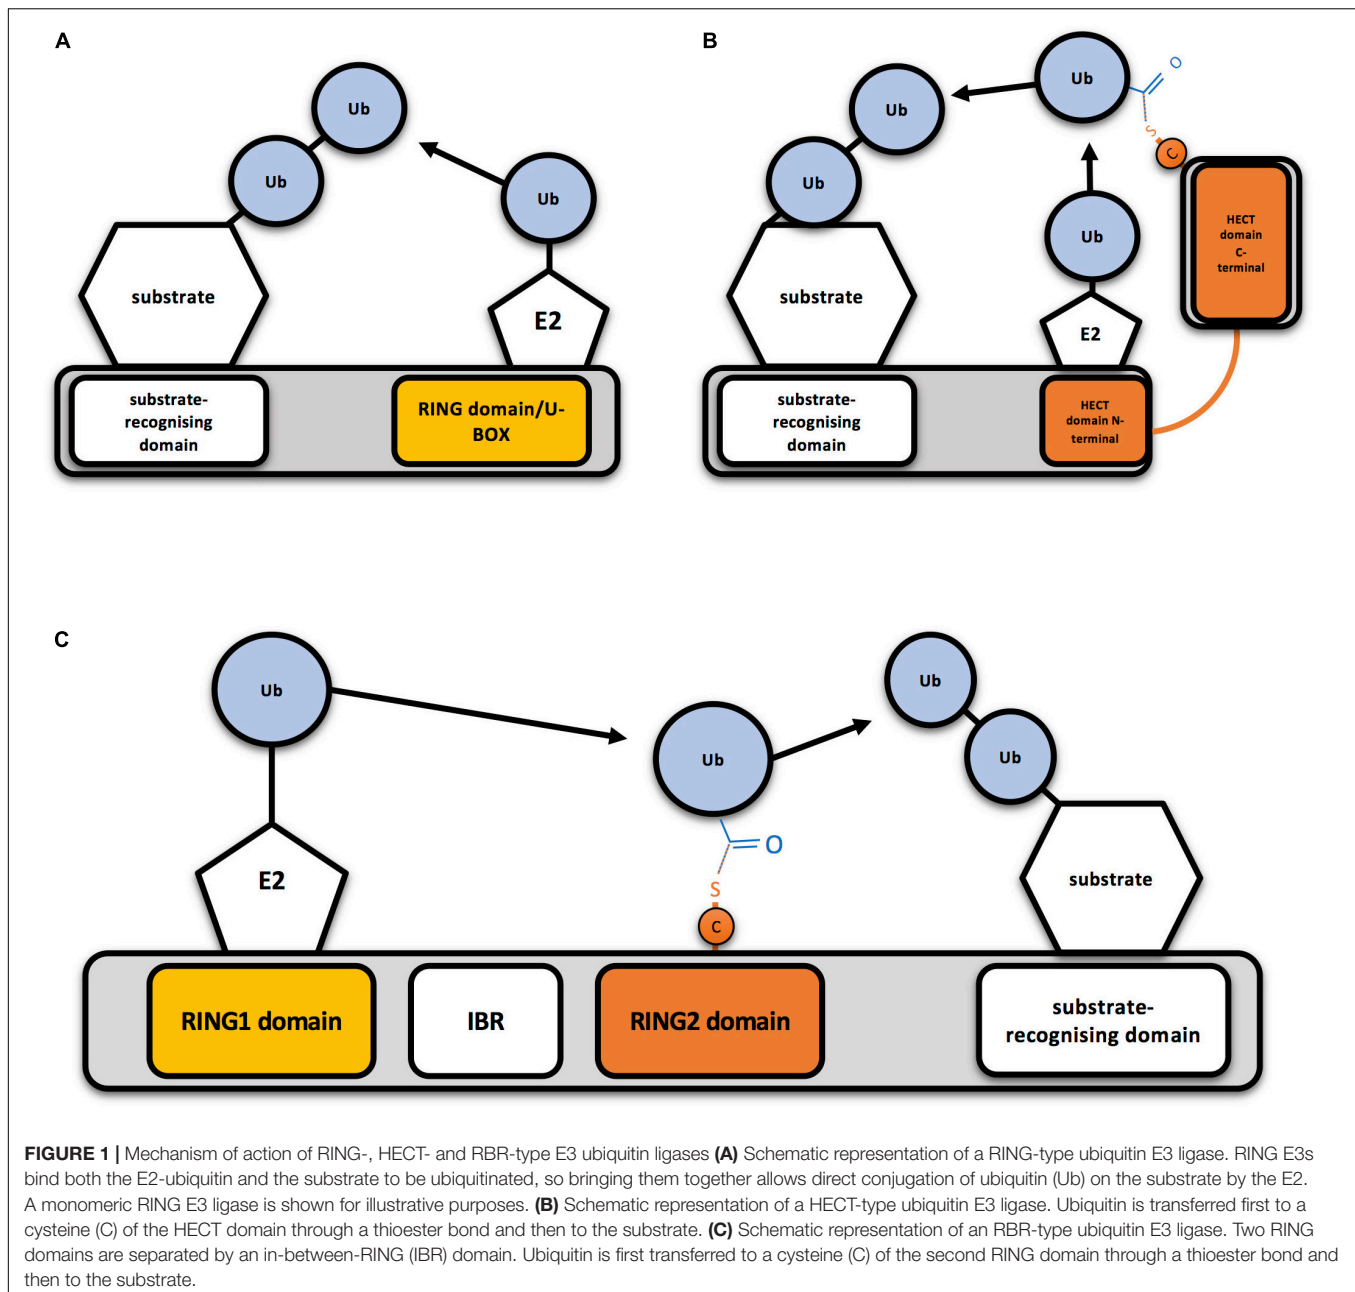 A
Ub
Ub
Ub
substrate
E2
substrate-
recognising
domain
RING domain/U-
BOX
B
Ub
Ub
O
S
C
Ub
Ub
HECT
domain
C-
terminal
substrate
E2
substrate-
recognising
domain
HECT
domain N-
terminal
C
Ub
Ub
Ub
Ub
O
E2
substrate
S
C
RING1 domain
IBR
RING2 domain
substrate-
recognising domain
FIGURE 1 | Mechanism of action of RING-, HECT- and RBR-type E3 ubiquitin ligases (A) Schematic representation of a RING-type ubiquitin E3 ligase. RING E3s
bind both the E2-ubiquitin and the substrate to be ubiquitinated, so bringing them together allows direct conjugation of ubiquitin (Ub) on the substrate by the E2.
A monomeric RING E3 ligase is shown for illustrative purposes. (B) Schematic representation of a HECT-type ubiquitin E3 ligase. Ubiquitin is transferred first to a
cysteine (C) of the HECT domain through a thioester bond and then to the substrate. (C) Schematic representation of an RBR-type ubiquitin E3 ligase. Two RING
domains are separated by an in-between-RING (IBR) domain. Ubiquitin is first transferred to a cysteine (C) of the second RING domain through a thioester bond and
then to the substrate.